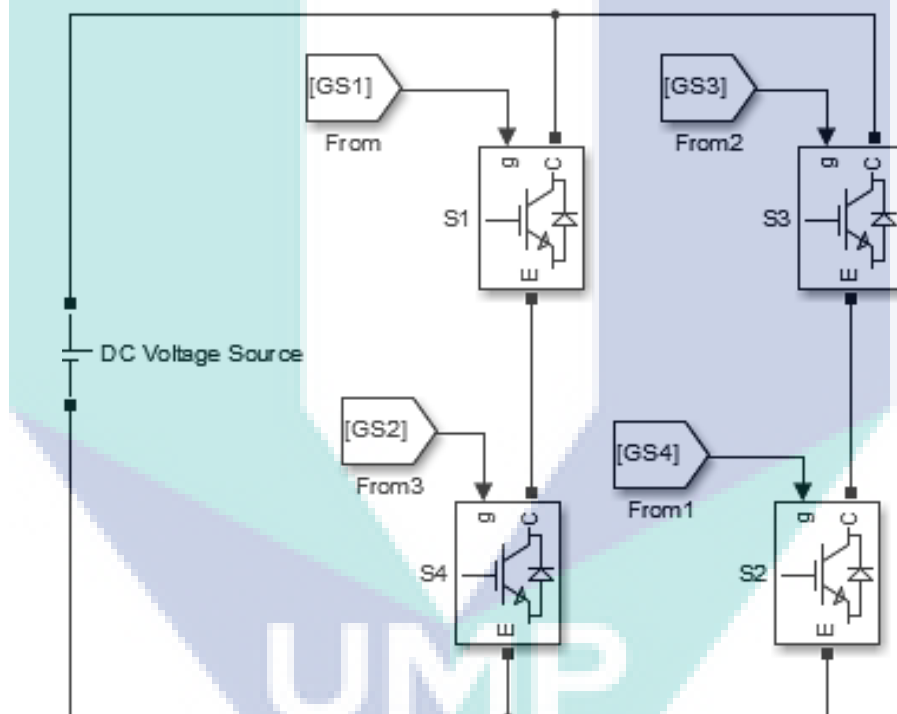 [GS1]
From
[GS3]
From2
g
C
S1
E
g
C
S3
E
DC Voltage Source
[GS2]
From3
[GS4]
From1
g
C
S4
E
g
C
S2
E
UMP